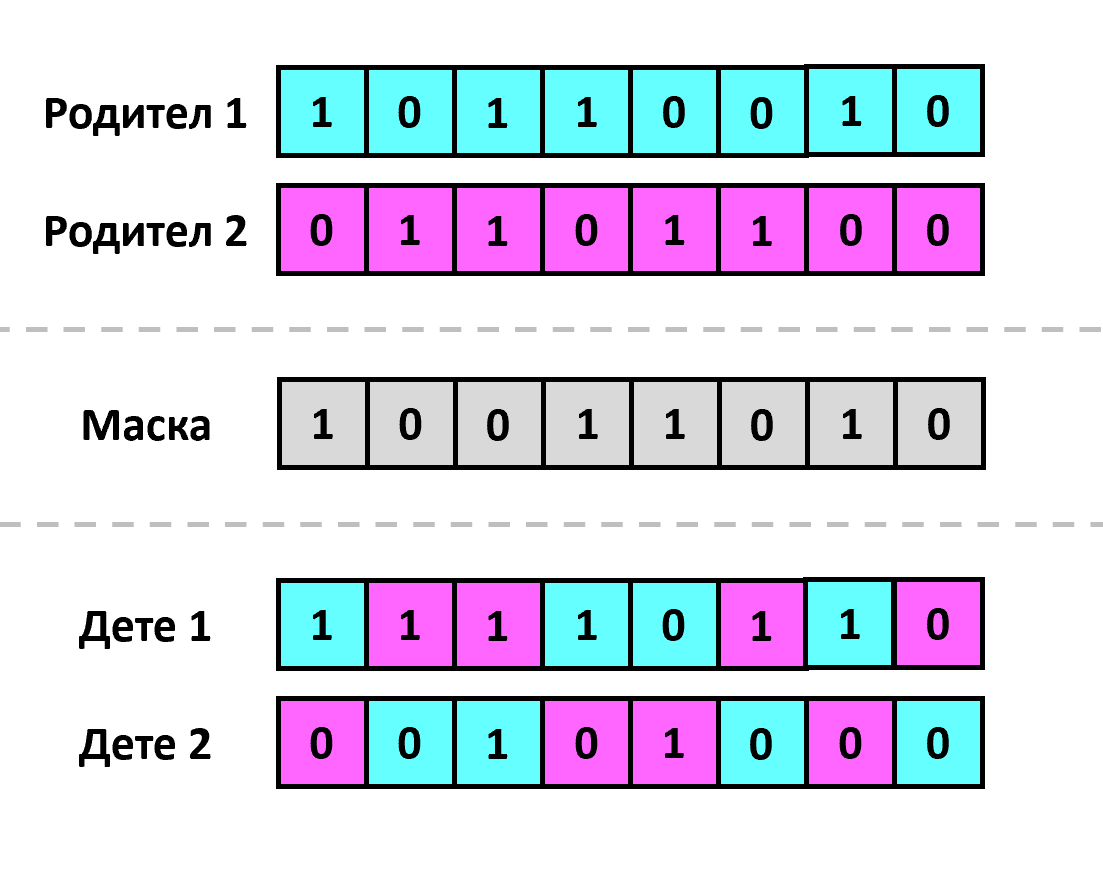 Родител 1 1 0 1 1 0 0 1 0
Родител 2 0 1 1 0 1 1 0 0
Маска 1 0 0 1 1 0 1 0
Дете 1 1 1 1 1 0 1 1 0
Дете 2 0 0 1 0 1 0 0 0